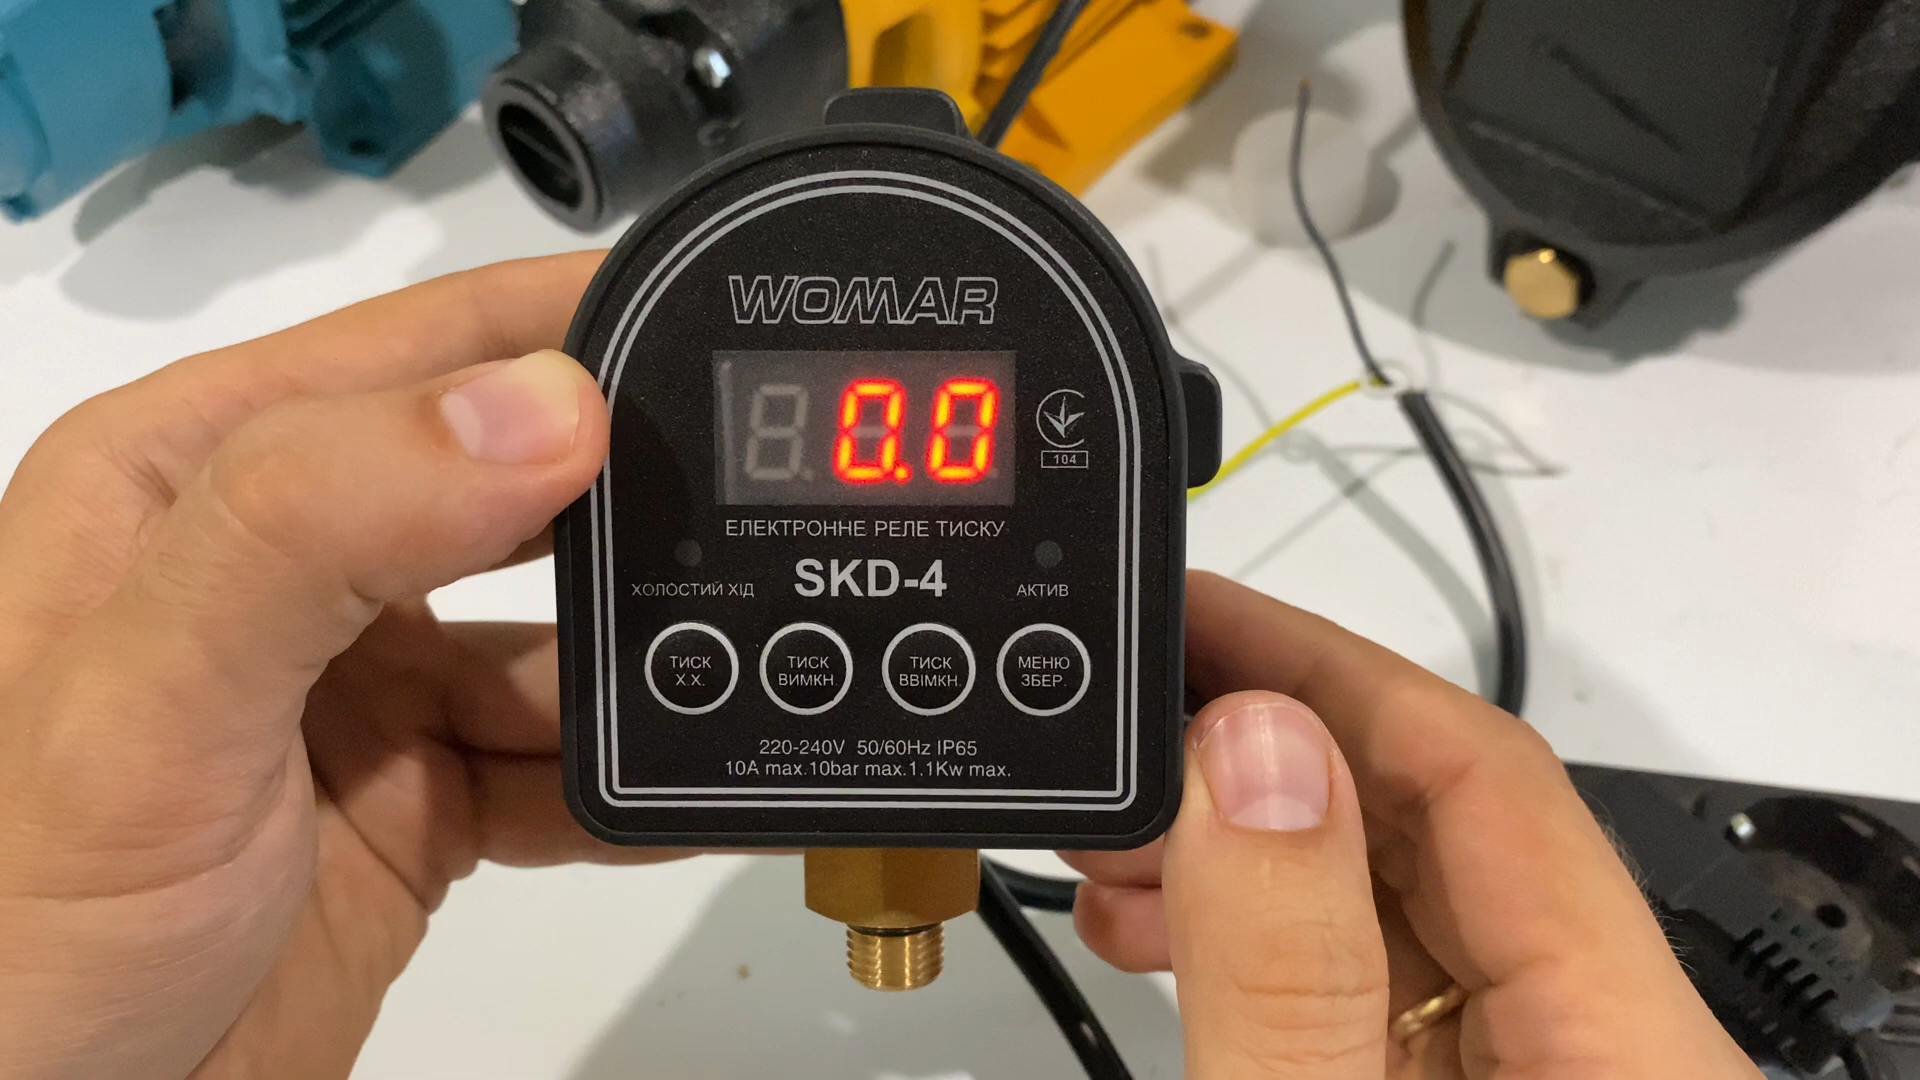 WOMAR
0.0
104
ЕЛЕКТРОННЕ РЕЛЕ ТИСКУ
SKD-4
ХОЛОСТИЙ ХІД
АКТИВ
ТИСК
Х.Х.
ТИСК
ВИМКН.
ТИСК
ВВІМКН.
МЕНЮ
ЗБЕР.
220-240V 50/60Hz IP65
10A max.10bar max.1.1Kw max.